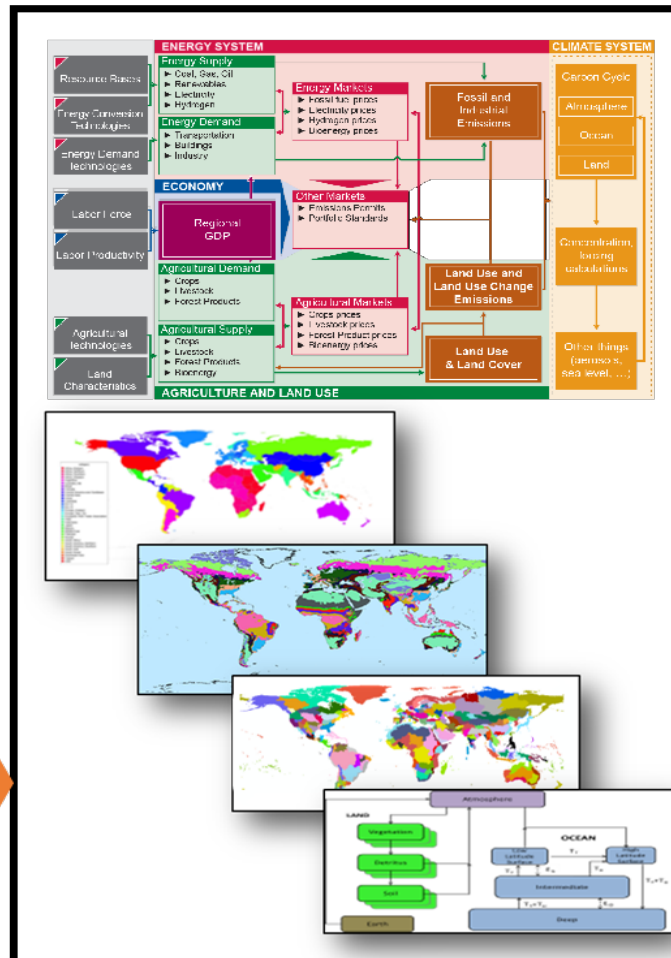 ENERGY SYSTEM
CLIMATE SYSTEM
Resource Bases
Energy Conversion
Technologies
Energy Demand
Technologies
Labor Force
Labor Productivity
Agricultural
Technologies
Land
Characteristics
Energy Supply
► Coal, Gas, Oil
► Renewables
► Electricity
► Hydrogen
Energy Demand
► Transportation
► Buildings
► Industry
Energy Markets
► Fossil fuel prices
► Electricity prices
► Hydrogen prices
► Bioenergy prices
Fossil and
Industrial
Emissions
ECONOMY
Regional
GDP
Other Markets
► Emissions Permits
► Portfolio Standards
Agricultural Demand
► Crops
► Livestock
► Forest Products
Agricultural Supply
► Crops
► Livestock
► Forest Products
► Bioenergy
Agricultural Markets
► Crops prices
► Livestock prices
► Forest Product prices
► Bioenergy prices
Land Use and
Land Use Change
Emissions
Land Use
& Land Cover
AGRICULTURE AND LAND USE
Carbon Cycle
Atmosphere
Ocean
Land
Concentration,
forcing
calculations
Other things
(aerosols,
sea level, …)
Atmosphere
LAND
Vegetation
Detritus
Soil
Earth
OCEAN
Low
Latitude
Surface
High
Latitude
Surface
Intermediate
Deep